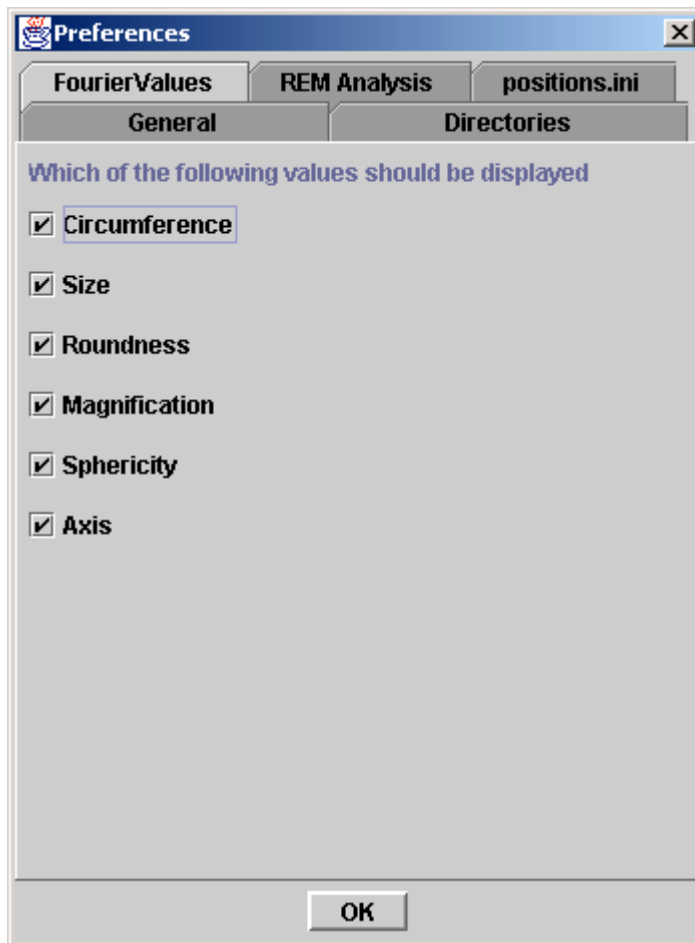 Preferences
FourierValues REM Analysis positions.ini
General Directories
Which of the following values should be displayed
Circumference
Size
Roundness
Magnification
Sphericity
Axis
OK